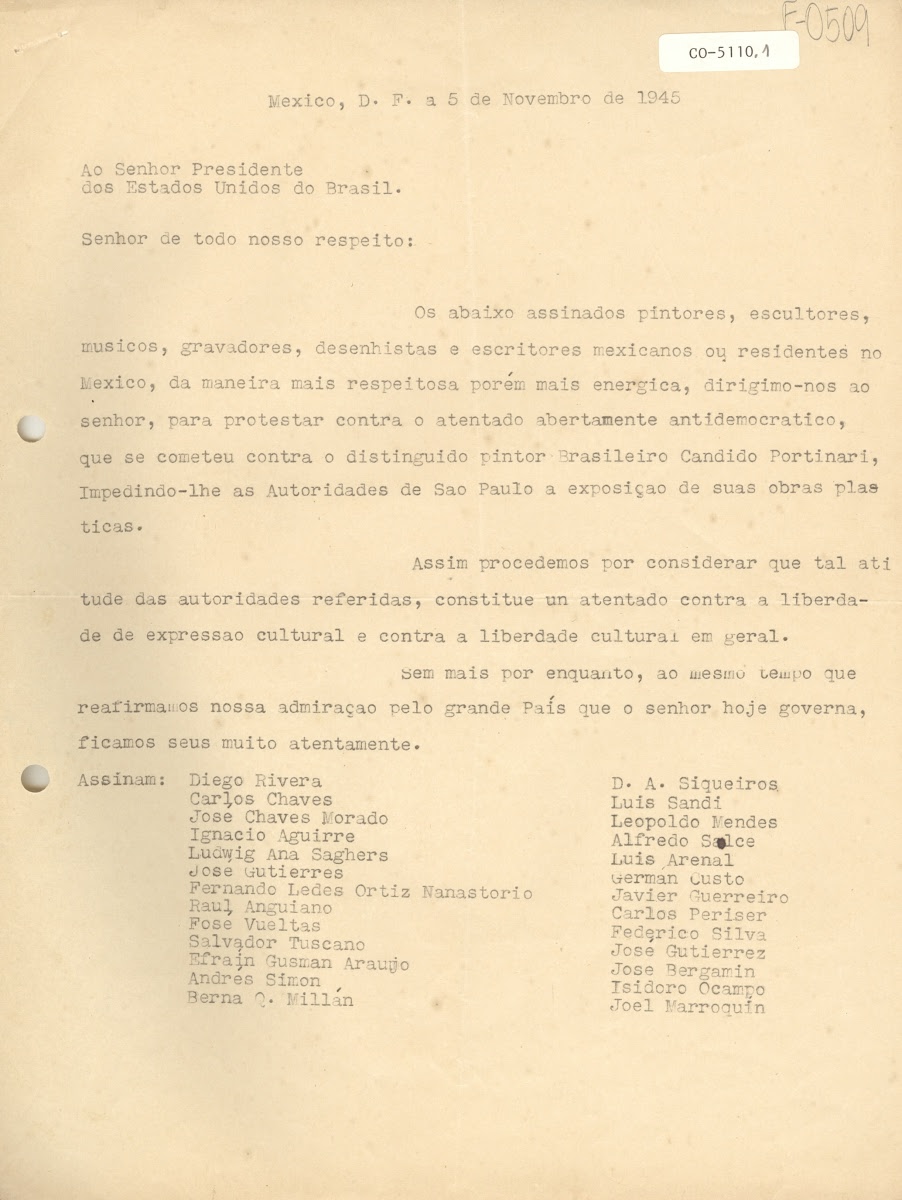 F-0509
CO-5110,1
Mexico, D. F. a 5 de Novembro de 1945
Ao Senhor Presidente
dos Estados Unidos do Brasil.
Senhor de todo nosso respeito:
Os abaixo assinados pintores, escultores,
musicos, gravadores, desenhistas e escritores mexicanos ou residentes no
Mexico, da maneira mais respeitosa porém mais energica, dirigimo-nos ao
senhor, para protestar contra o atentado abertamente antidemocratico,
que se cometeu contra o distinguido pintor Brasileiro Candido Portinari,
Impedindo-lhe as Autoridades de Sao Paulo a exposiçao de suas obras plas
ticas.
Assim procedemos por considerar que tal ati
tude das autoridades referidas, constitue un atentado contra a liberda-
de de expressao cultural e contra a liberdade cultural em geral.
Sem mais por enquanto, ao mesmo tempo que
reafirmamos nossa admiraçao pelo grande País que o senhor hoje governa,
ficamos seus muito atentamente.
Assinam: Diego Rivera
Carlos Chaves
José Chaves Morado
Ignacio Aguirre
Ludwig Ana Saghers
José Gutierres
Fernando Ledes Ortiz Nanastorio
Raul Anguiano
Fose Vueltas
Salvador Tuscano
Efrain Gusman Araujo
Andrés Simon
Berna Q. Millán
D. A. Siqueiros
Luis Sandi
Leopoldo Mendes
Alfredo Salce
Luis Arenal
German Custo
Javier Guerreiro
Carlos Periser
Federico Silva
José Gutierrez
Jose Bergamin
Isidoro Ocampo
Joel Marroquín